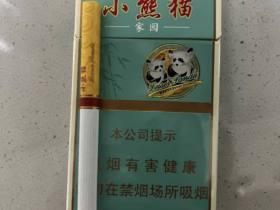 小熊猫
家园
本公司提示
烟有害健康
勿在禁烟场所吸烟